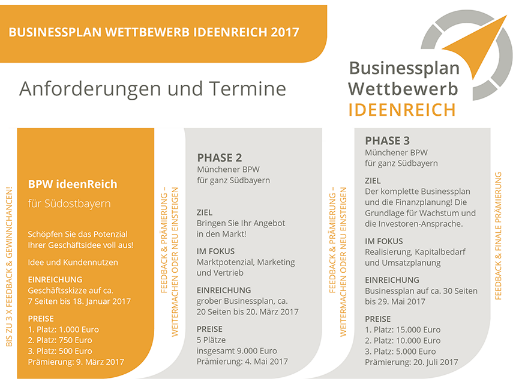 BUSINESSPLAN WETTBEWERB IDEENREICH 2017
Businessplan
Wettbewerb
IDEENREICH
Anforderungen und Termine
BIS ZU 3 X FEEDBACK & GEWINNCHANCEN!
BPW ideenReich
für Südostbayern
Schöpfen Sie das Potenzial
Ihrer Geschäftsidee voll aus!
Idee und Kundennutzen
EINREICHUNG
Geschäftsskizze auf ca.
7 Seiten bis 18. Januar 2017
PREISE
1. Platz: 1.000 Euro
2. Platz: 750 Euro
3. Platz: 500 Euro
Prämierung: 9. März 2017
FEEDBACK & PRÄMIERUNG –
WEITERMACHEN ODER NEU EINSTEIGEN
PHASE 2
Münchener BPW
für ganz Südbayern
ZIEL
Bringen Sie Ihr Angebot
in den Markt!
IM FOKUS
Marktpotenzial, Marketing
und Vertrieb
EINREICHUNG
grober Businessplan, ca.
20 Seiten bis 20. März 2017
PREISE
5 Plätze
insgesamt 9.000 Euro
Prämierung: 4. Mai 2017
FEEDBACK & PRÄMIERUNG –
WEITERMACHEN ODER NEU EINSTEIGEN
PHASE 3
Münchener BPW
für ganz Südbayern
ZIEL
Der komplette Businessplan
und die Finanzplanung! Die
Grundlage für Wachstum und
die Investoren-Ansprache.
IM FOKUS
Realisierung, Kapitalbedarf
und Umsatzplanung
EINREICHUNG
Businessplan auf ca. 30 Seiten
bis 29. Mai 2017
PREISE
1. Platz: 15.000 Euro
2. Platz: 10.000 Euro
3. Platz: 5.000 Euro
Prämierung: 20. Juli 2017
FEEDBACK & FINALE PRÄMIERUNG